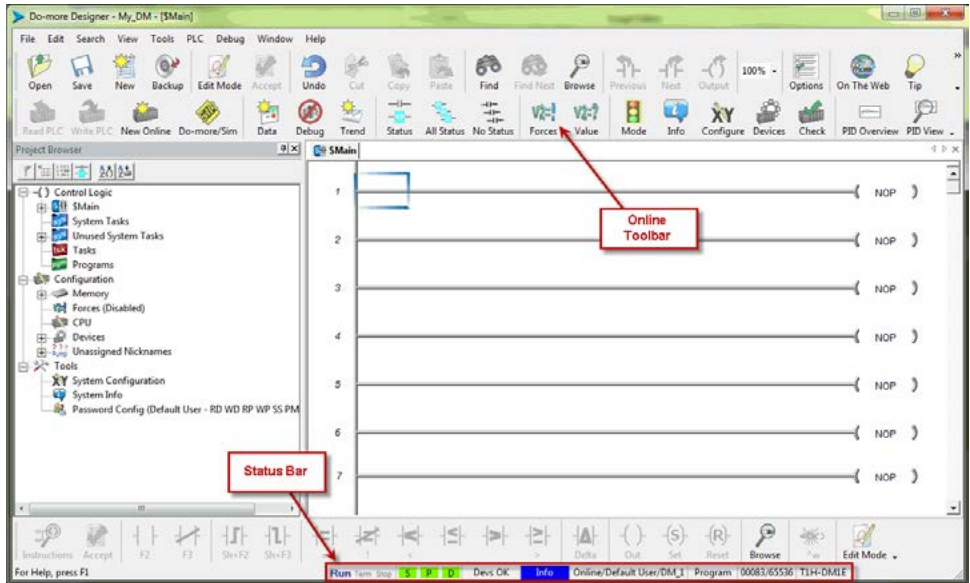 Do-more Designer - My_DM - [$Main]
File Edit Search View Tools PLC Debug Window Help
Open Save New Backup Edit Mode Accept Undo Cut Copy Paste Find Find Next Browse Previous Next Output 100% Options On The Web Tip
Read PLC Write PLC New Online Do-more/Sim Data Debug Trend Status All Status No Status Forces Value Mode Info Configure Devices Check PID Overview PID View
Project Browser
$Main
Control Logic
$Main
System Tasks
Unused System Tasks
Tasks
Programs
Configuration
Memory
Forces (Disabled)
CPU
Devices
Unassigned Nicknames
Tools
System Configuration
System Info
Password Config (Default User - RD WD RP WP SS PM
1 NOP
Online
Toolbar
2 NOP
3 NOP
4 NOP
5 NOP
6 NOP
7 NOP
Status Bar
Instructions Accept F2 F3 Sh+F2 Sh+F3 Delta Out Set Reset Browse Edit Mode
For Help, press F1
Run Term Stop S P D Devs OK Info Online/Default User/DM_1 Program 00083/65536 T1H-DM1E